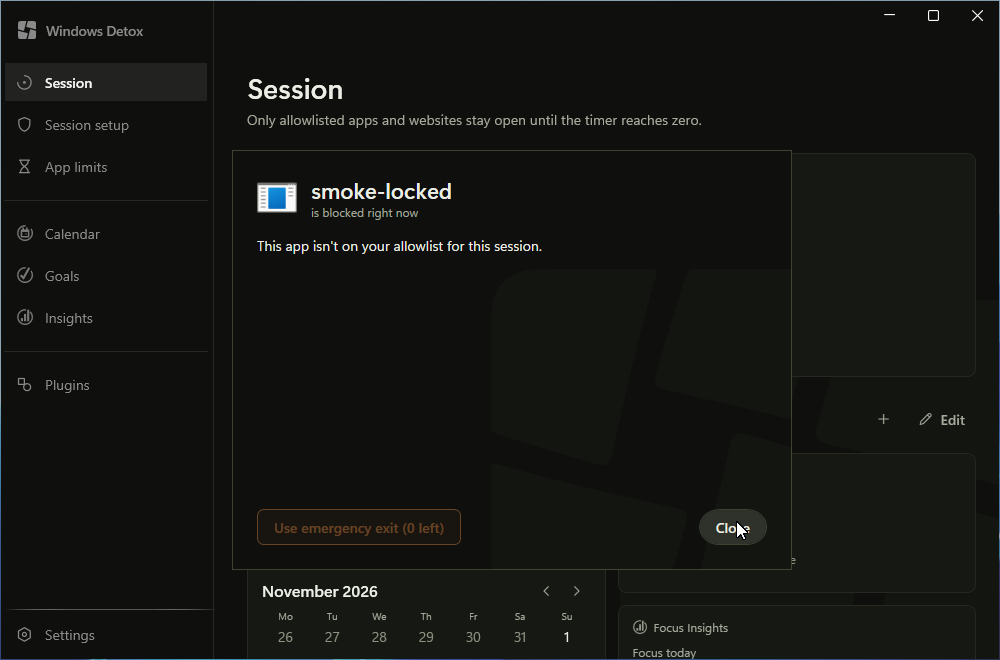 Windows Detox
Session
Session setup
App limits
Calendar
Goals
Insights
Plugins
Settings
Session
Only allowlisted apps and websites stay open until the timer reaches zero.
smoke-locked
is blocked right now
This app isn't on your allowlist for this session.
Use emergency exit (0 left)
Close
Edit
November 2026
Mo Tu We Th Fr Sa Su
26 27 28 29 30 31 1
Focus Insights
Focus today